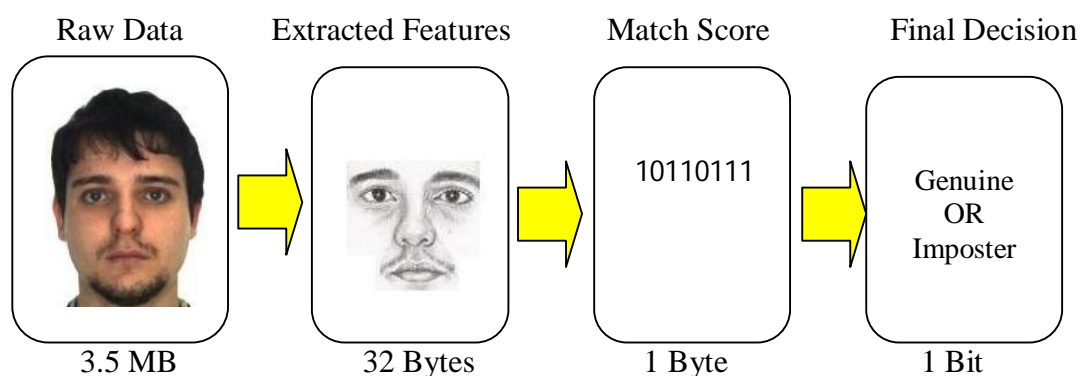 Raw Data
Extracted Features
Match Score
Final Decision
10110111
Genuine
OR
Imposter
3.5 MB
32 Bytes
1 Byte
1 Bit